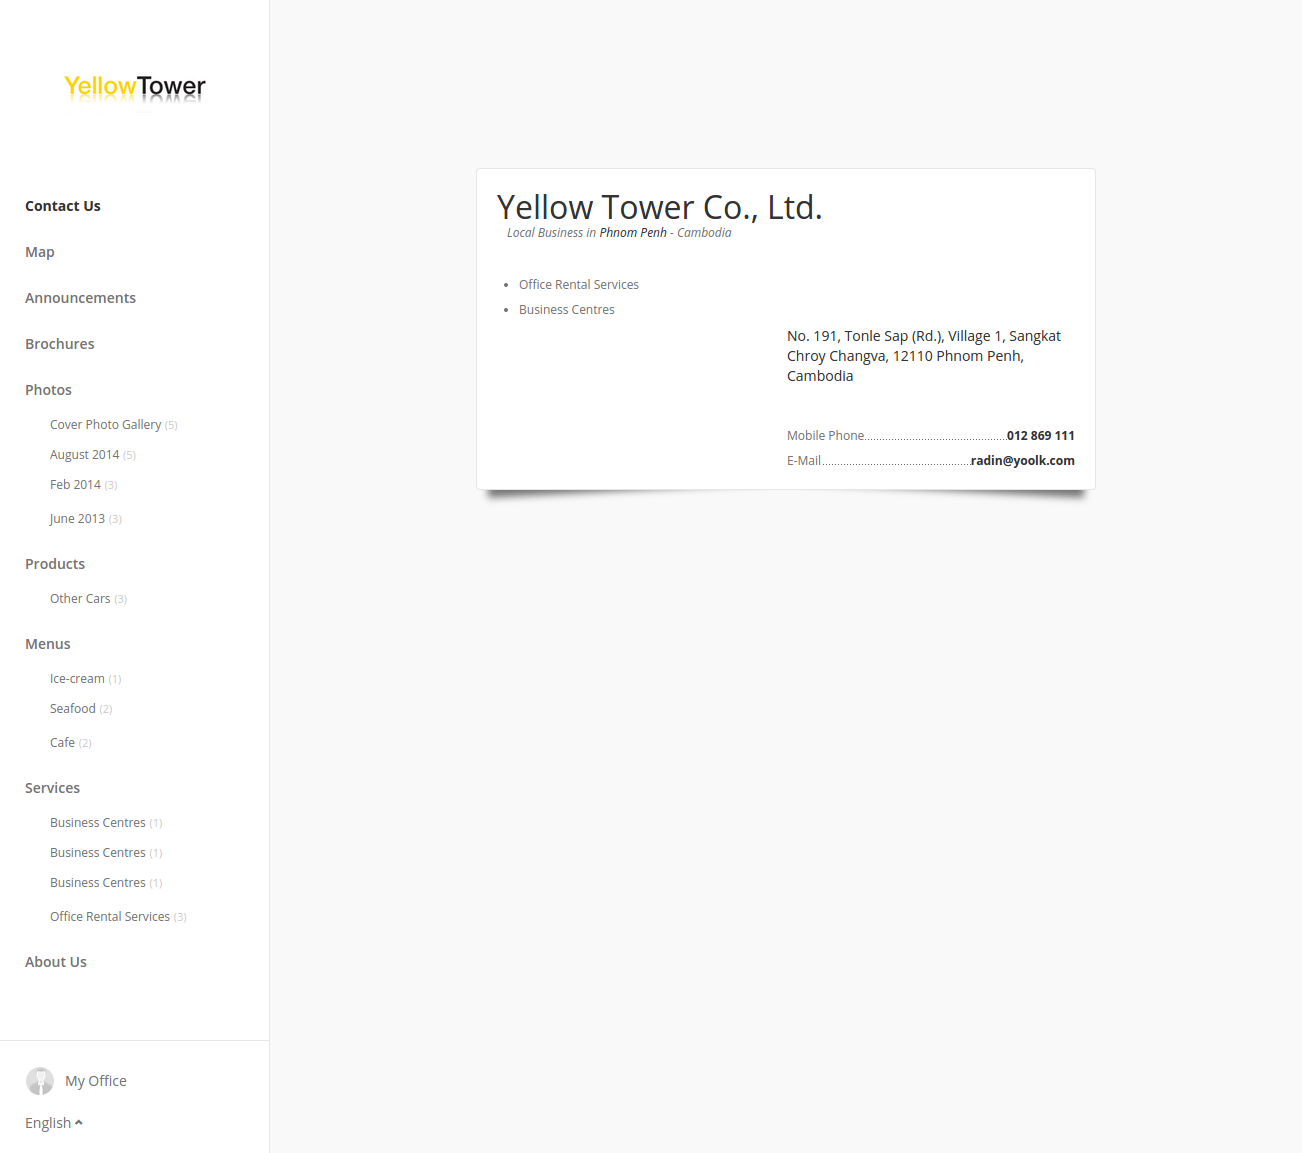 YellowTower
Contact Us
Map
Announcements
Brochures
Photos
Cover Photo Gallery (5)
August 2014 (5)
Feb 2014 (3)
June 2013 (3)
Products
Other Cars (3)
Menus
Ice-cream (1)
Seafood (2)
Cafe (2)
Services
Business Centres (1)
Business Centres (1)
Business Centres (1)
Office Rental Services (3)
About Us
My Office
English
Yellow Tower Co., Ltd.
Local Business in Phnom Penh - Cambodia
Office Rental Services
Business Centres
No. 191, Tonle Sap (Rd.), Village 1, Sangkat
Chroy Changva, 12110 Phnom Penh,
Cambodia
Mobile Phone 012 869 111
E-Mail radin@yoolk.com